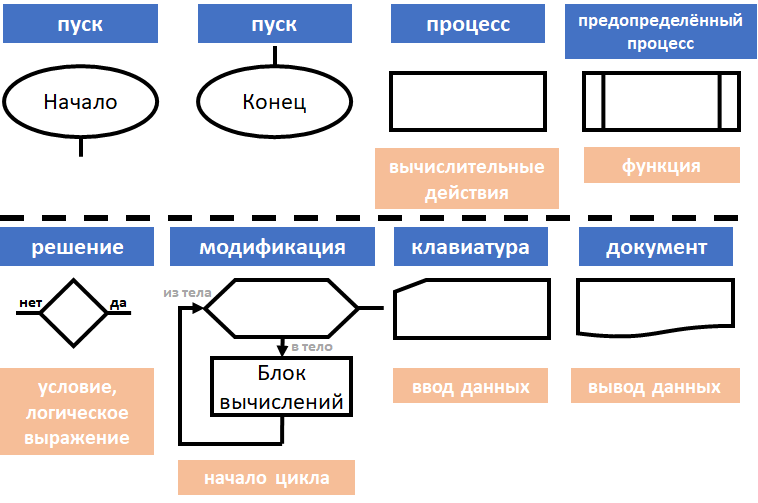 пуск
пуск
процесс
предопределённый
процесс
Начало
Конец
вычислительные
действия
функция
решение
модификация
клавиатура
документ
нет
да
из тела
в тело
Блок
вычислений
условие,
логическое
выражение
ввод данных
вывод данных
начало цикла